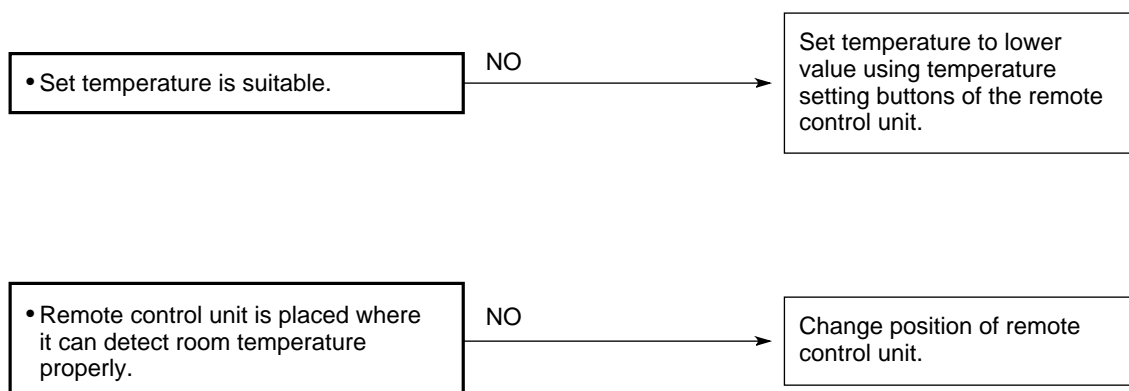 • Set temperature is suitable.
NO
Set temperature to lower
value using temperature
setting buttons of the remote
control unit.
• Remote control unit is placed where
it can detect room temperature
properly.
NO
Change position of remote
control unit.